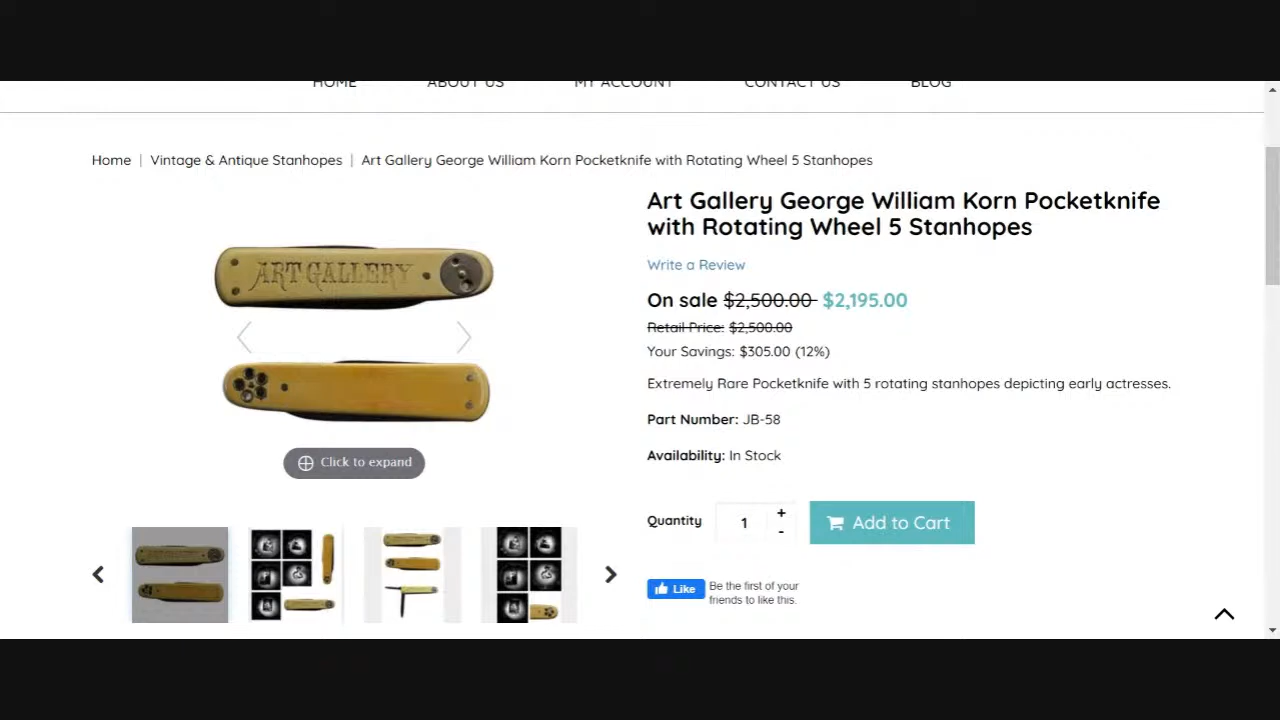 HOME ABOUT US MY ACCOUNT CONTACT US BLOG
Home | Vintage & Antique Stanhopes | Art Gallery George William Korn Pocketknife with Rotating Wheel 5 Stanhopes
Art Gallery George William Korn Pocketknife
with Rotating Wheel 5 Stanhopes
Write a Review
On sale $2,500.00 $2,195.00
Retail Price: $2,500.00
Your Savings: $305.00 (12%)
Extremely Rare Pocketknife with 5 rotating stanhopes depicting early actresses.
Part Number: JB-58
Availability: In Stock
Quantity 1 + -
Add to Cart
Like Be the first of your
friends to like this.
ART GALLERY
Click to expand